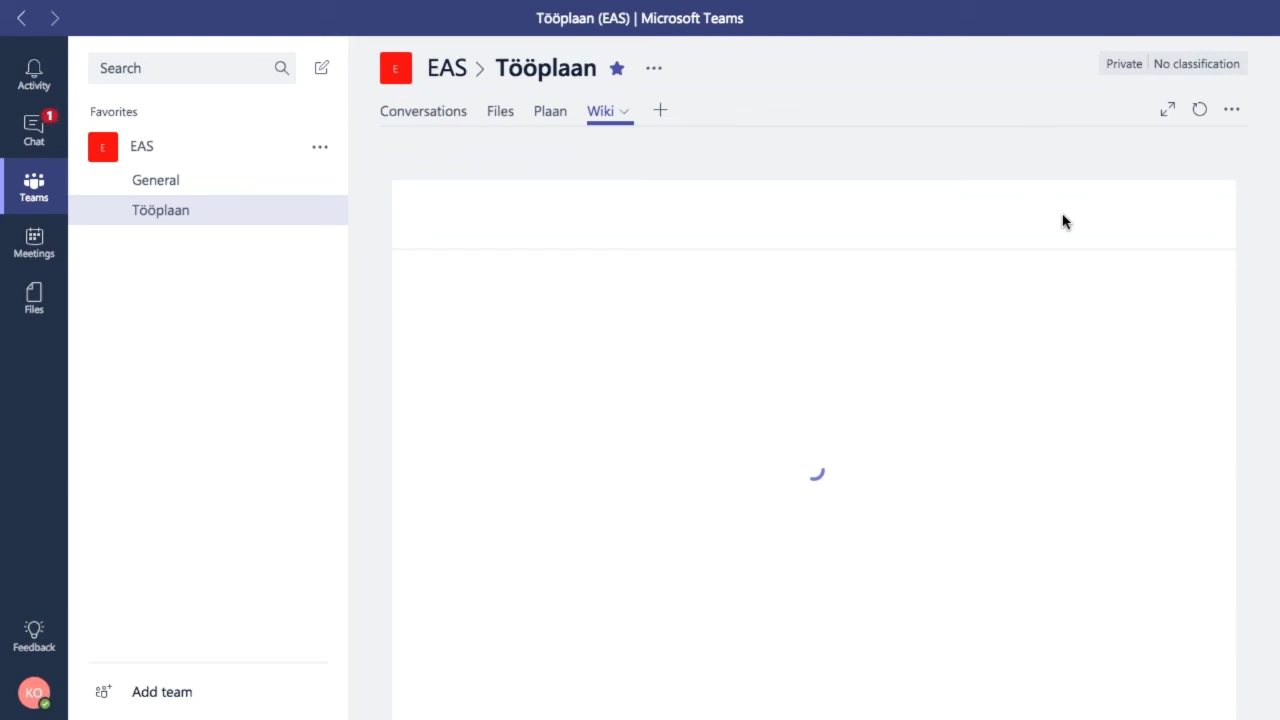 Tööplaan (EAS) | Microsoft Teams
Activity
Chat
1
Teams
Meetings
Files
Feedback
KO
Search
Favorites
E
EAS
General
Tööplaan
Add team
E
EAS > Tööplaan
Private | No classification
Conversations Files Plaan Wiki